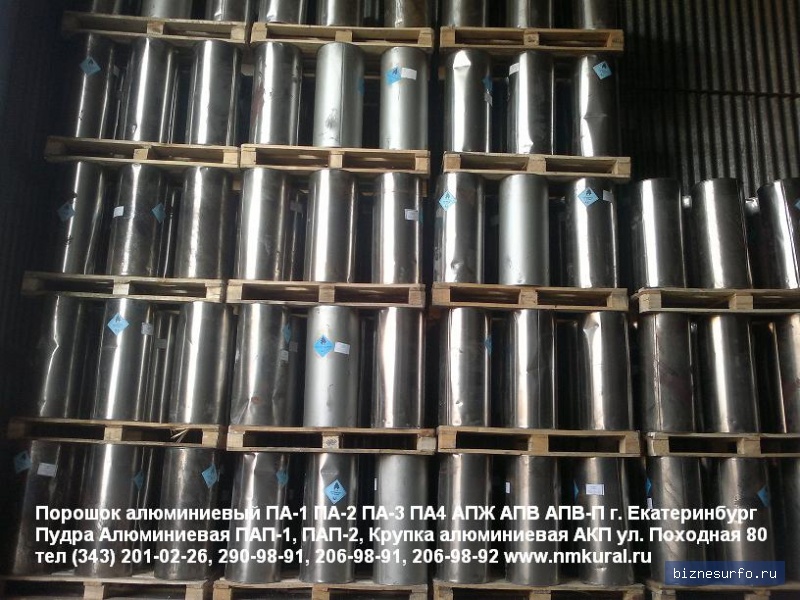 Порошок алюминиевый ПА-1 ПА-2 ПА-3 ПА4 АПЖ АПВ АПВ-П г. Екатеринбург
Пудра Алюминиевая ПАП-1, ПАП-2, Крупка алюминиевая АКП ул. Походная 80
тел (343) 201-02-26, 290-98-91, 206-98-91, 206-98-92 www.nmkural.ru
biznesurfo.ru